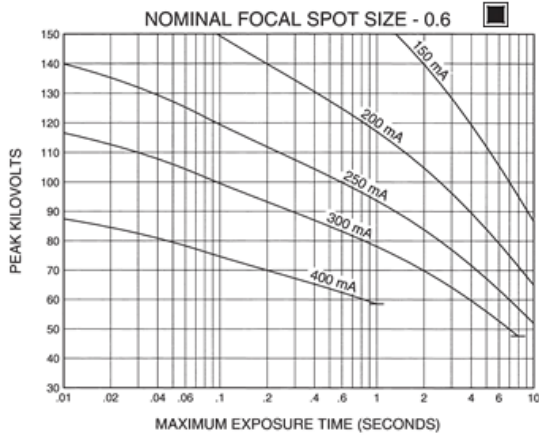 NOMINAL FOCAL SPOT SIZE - 0.6
PEAK KILOVOLTS
150
140
130
120
110
100
90
80
70
60
50
40
30
150 mA
200 mA
250 mA
300 mA
400 mA
.01 .02 .04 .06 .1 .2 .4 .6 1 2 4 6 10
MAXIMUM EXPOSURE TIME (SECONDS)